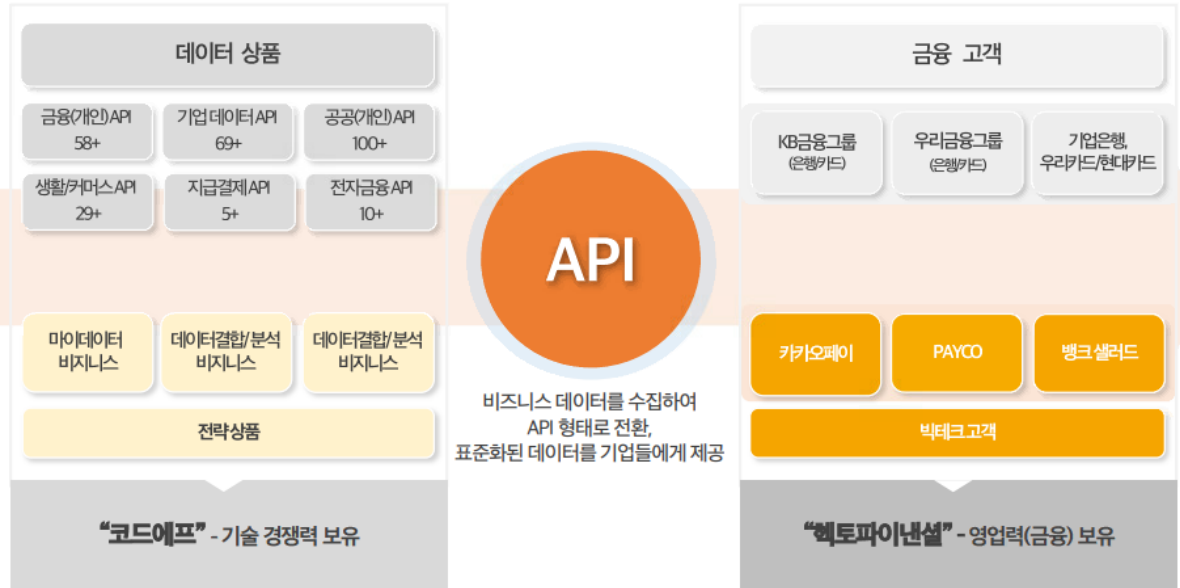 데이터 상품
금융(개인) API
58+
기업 데이터 API
69+
공공(개인) API
100+
생활/커머스 API
29+
지급결제 API
5+
전자금융 API
10+
마이데이터
비지니스
데이터결합/분석
비지니스
데이터결합/분석
비지니스
전략 상품
“코드에프” - 기술 경쟁력 보유
API
비즈니스 데이터를 수집하여
API 형태로 전환,
표준화된 데이터를 기업들에게 제공
금융 고객
KB금융그룹
(은행/카드)
우리금융그룹
(은행/카드)
기업은행,
우리카드/현대카드
카카오페이
PAYCO
뱅크 샐러드
빅테크 고객
“헥토파이낸셜” - 영업력(금융) 보유